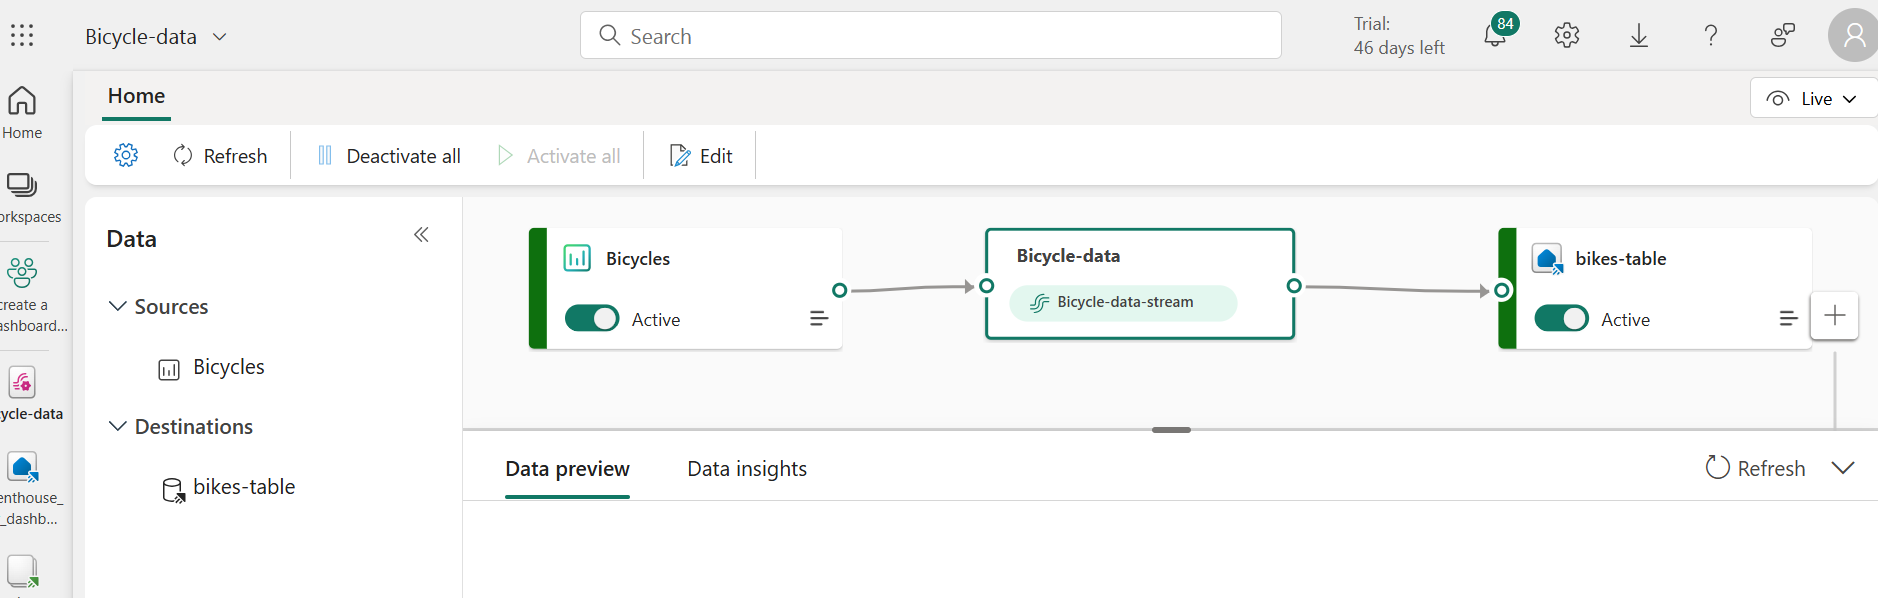 Bicycle-data
Search
Trial:
46 days left
84
Home
Live
Home
Refresh
Deactivate all
Activate all
Edit
orkspaces
create a
ashboard...
ycle-data
enthouse_
_dashb...
Data
Sources
Bicycles
Destinations
bikes-table
Bicycles
Active
Bicycle-data
Bicycle-data-stream
bikes-table
Active
Data preview
Data insights
Refresh